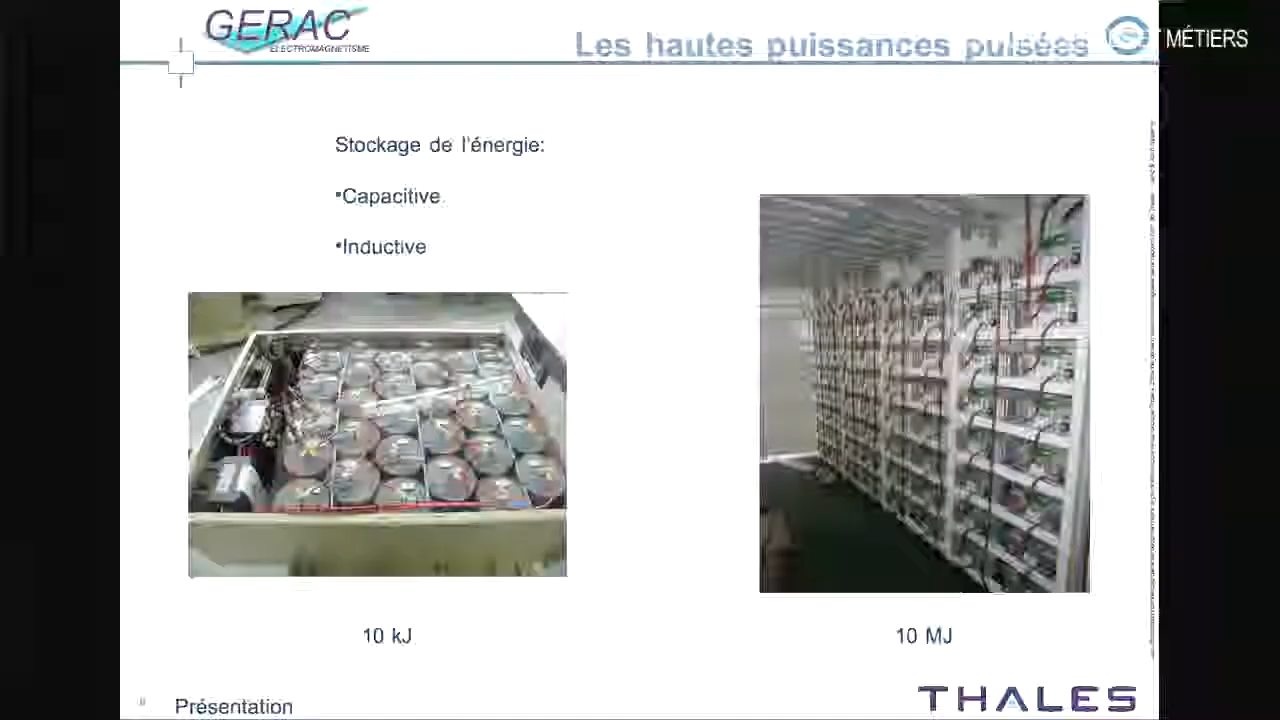 GERAC
ELECTROMAGNETISME
Les hautes puissances pulsées
MÉTIERS
Stockage de l'énergie:
•Capacitive
•Inductive
10 kJ
10 MJ
Présentation
THALES